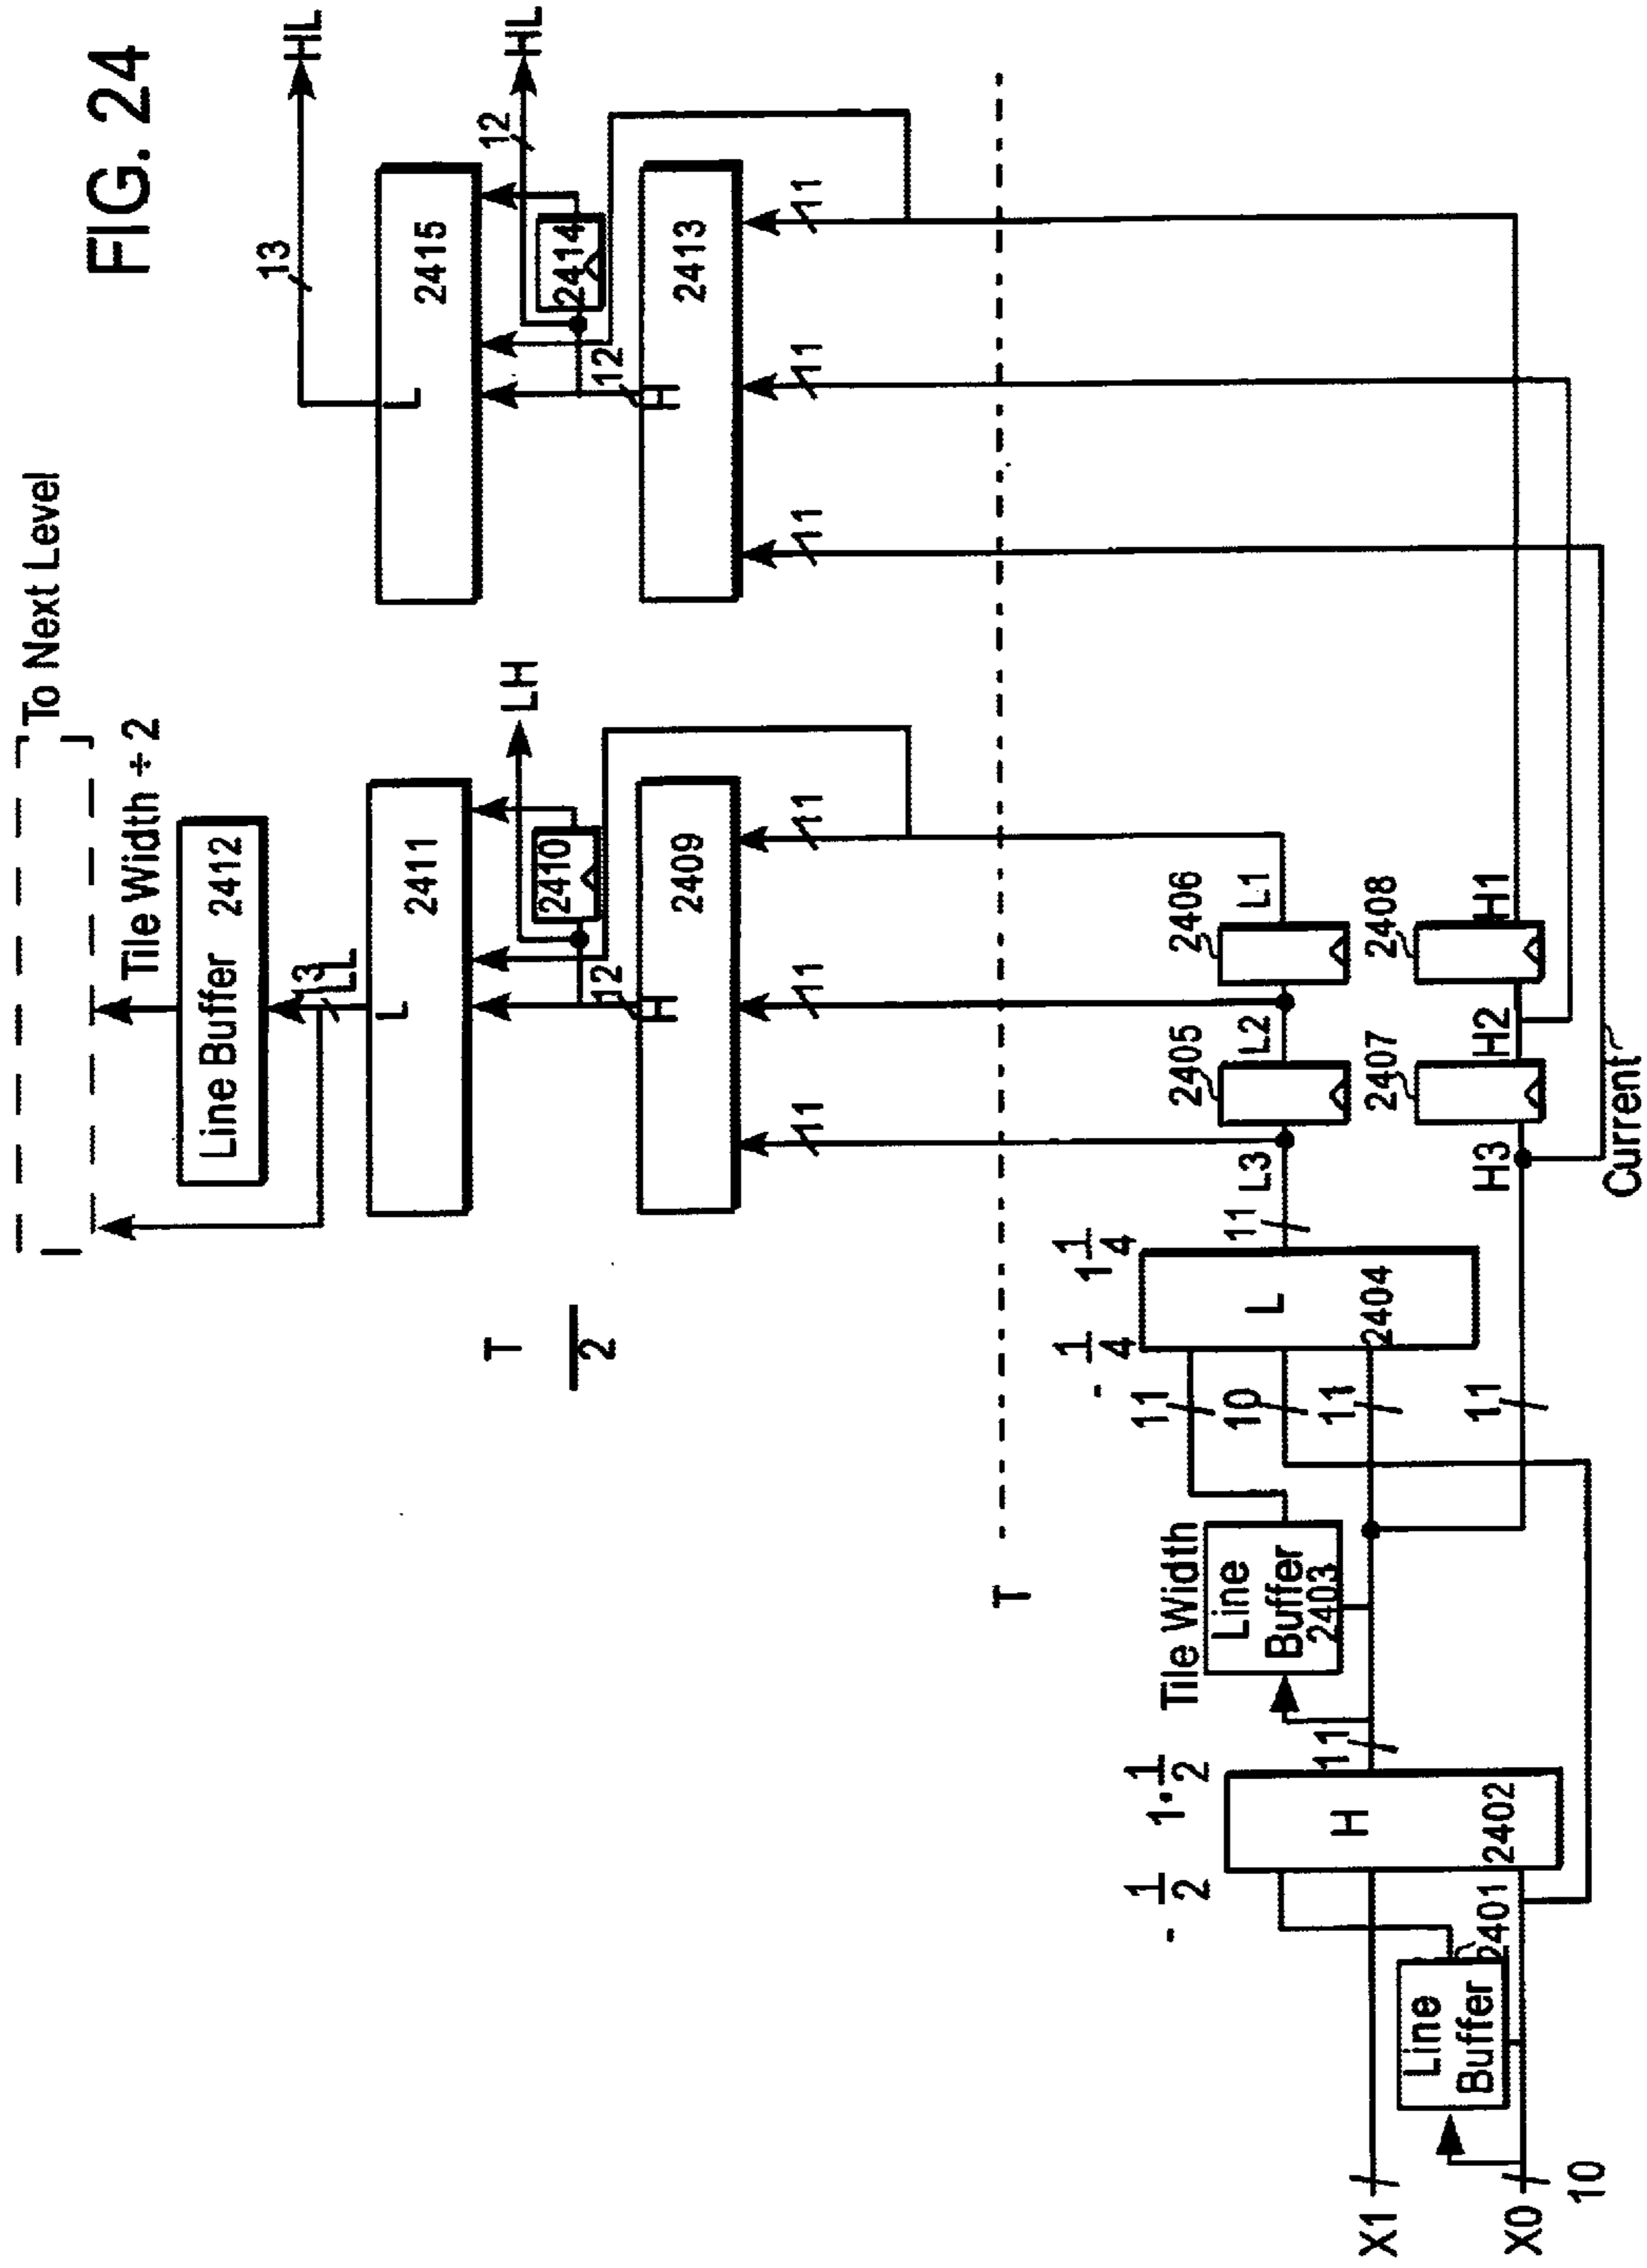 FIG. 24
To Next Level
Tile Width ÷ 2
Line Buffer 2412
13
LL
L
2411
LH
2410
12
H
2409
11
11
11
13
HL
L
2415
12
HL
2414
12
H
2413
11
11
11
T
2
T
X1
X0
10
Line
Buffer
2401
- 1/2
1·1/2
H
2402
11
Tile Width
Line
Buffer
2403
11
10
11
11
- 1/4
1 1/4
L
2404
11
L3
2405
L2
2406
L1
H3
2407
H2
2408
H1
Current